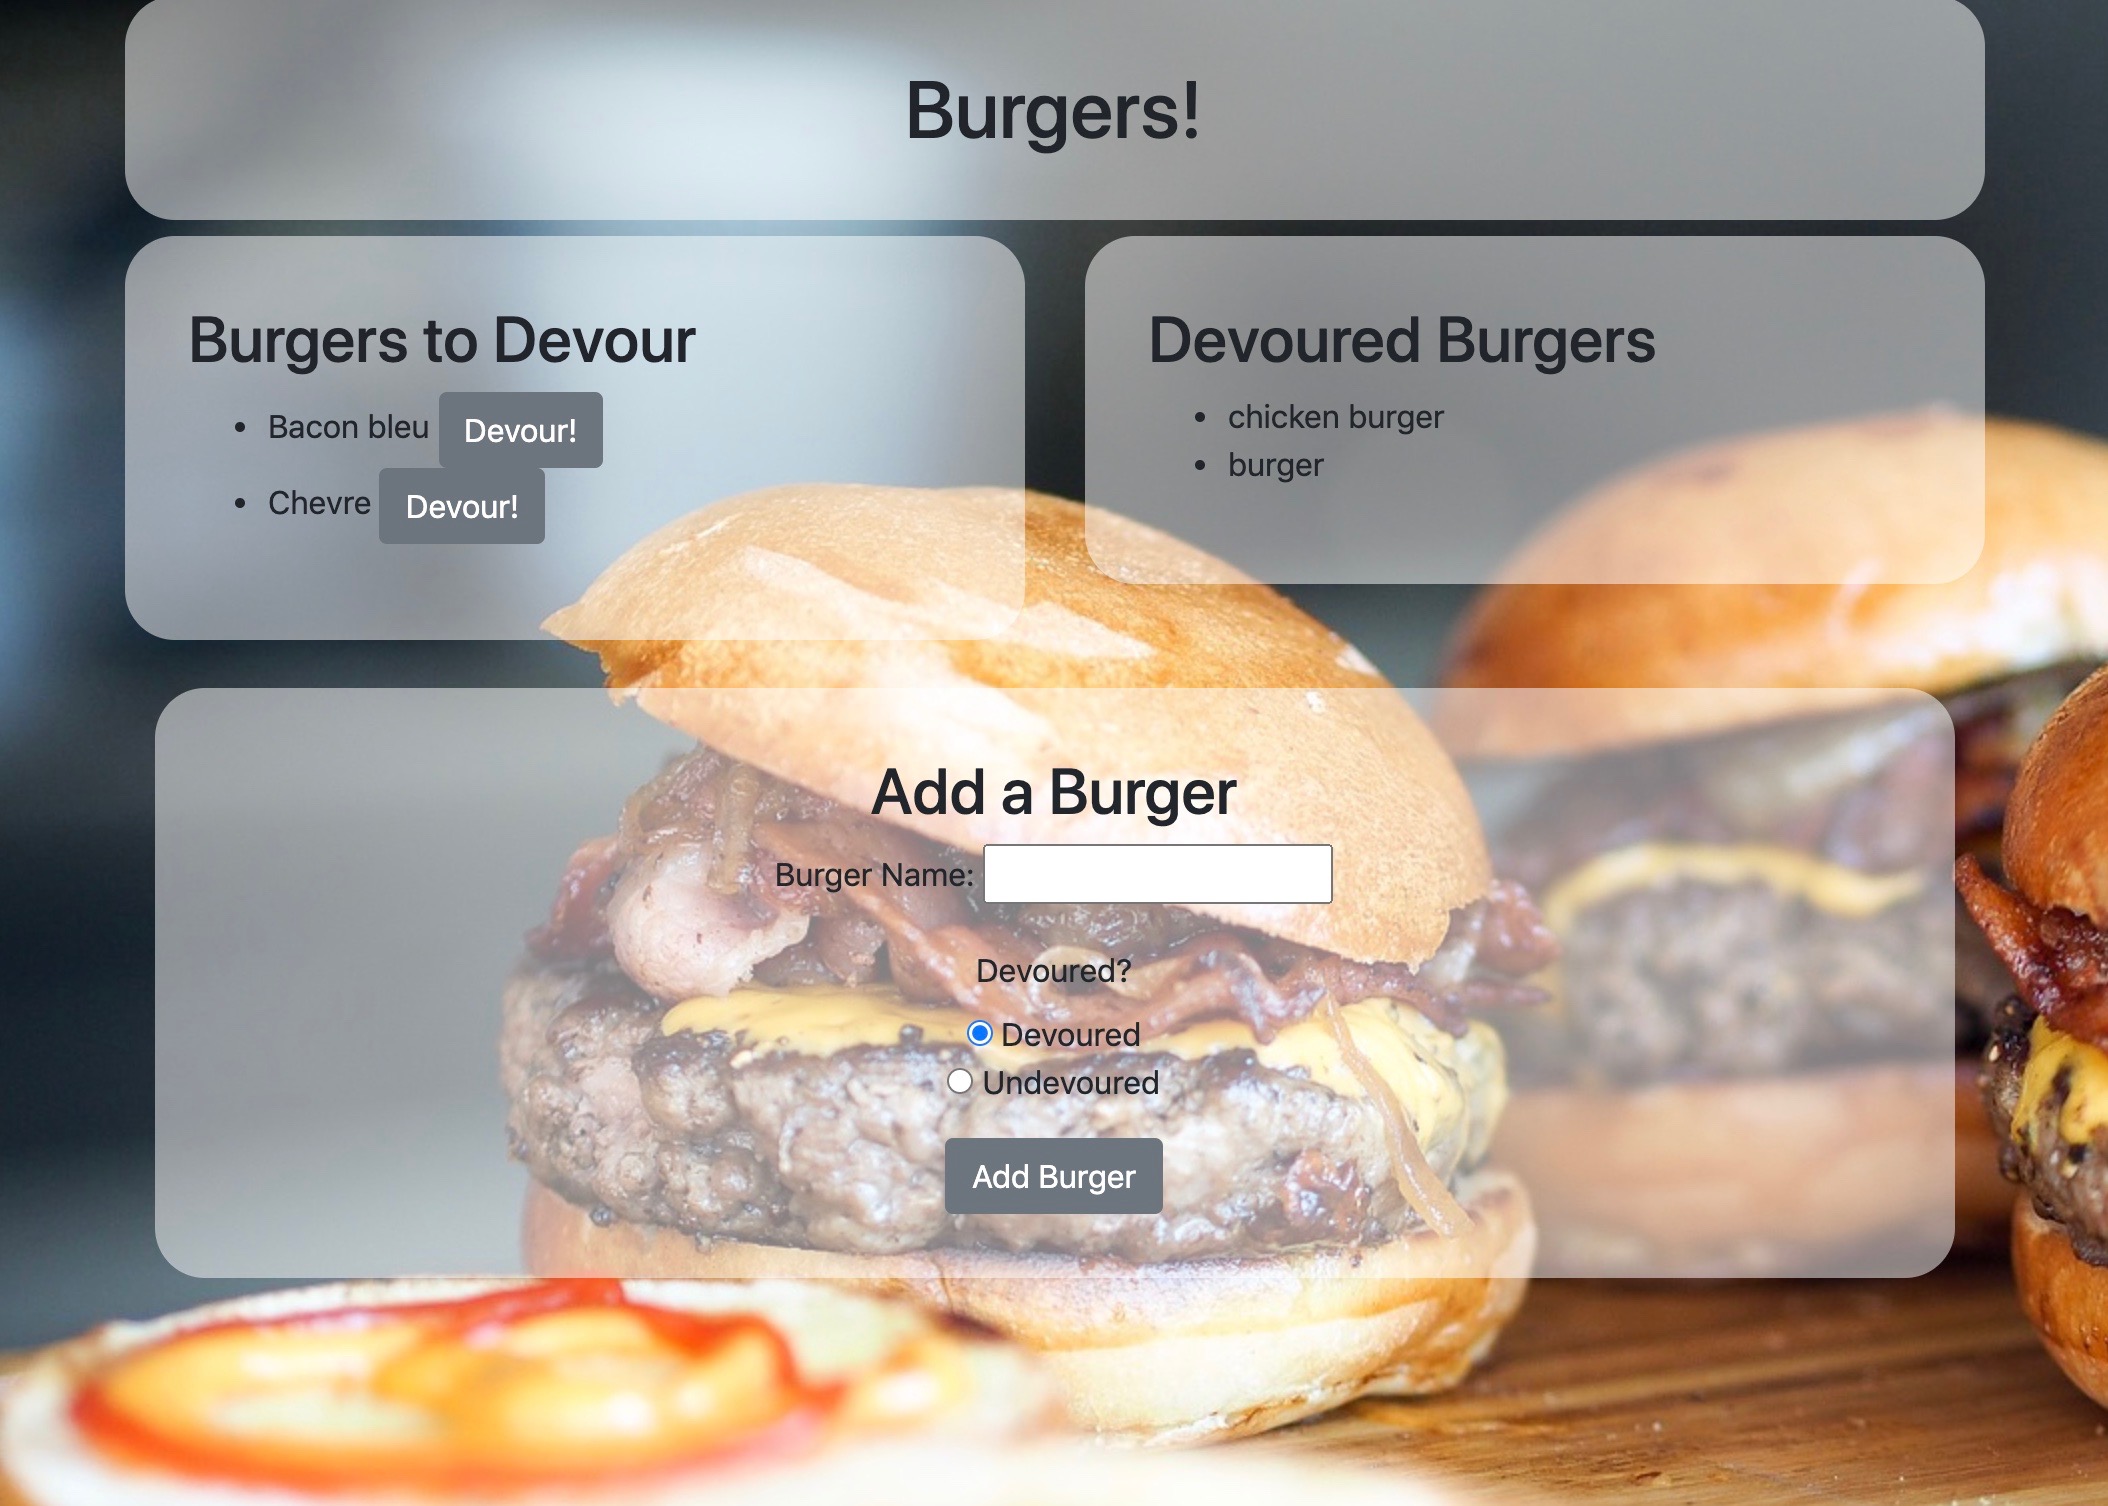 Burgers!
Burgers to Devour
Bacon bleu Devour!
Chevre Devour!
Devoured Burgers
chicken burger
burger
Add a Burger
Burger Name:
Devoured?
Devoured
Undevoured
Add Burger